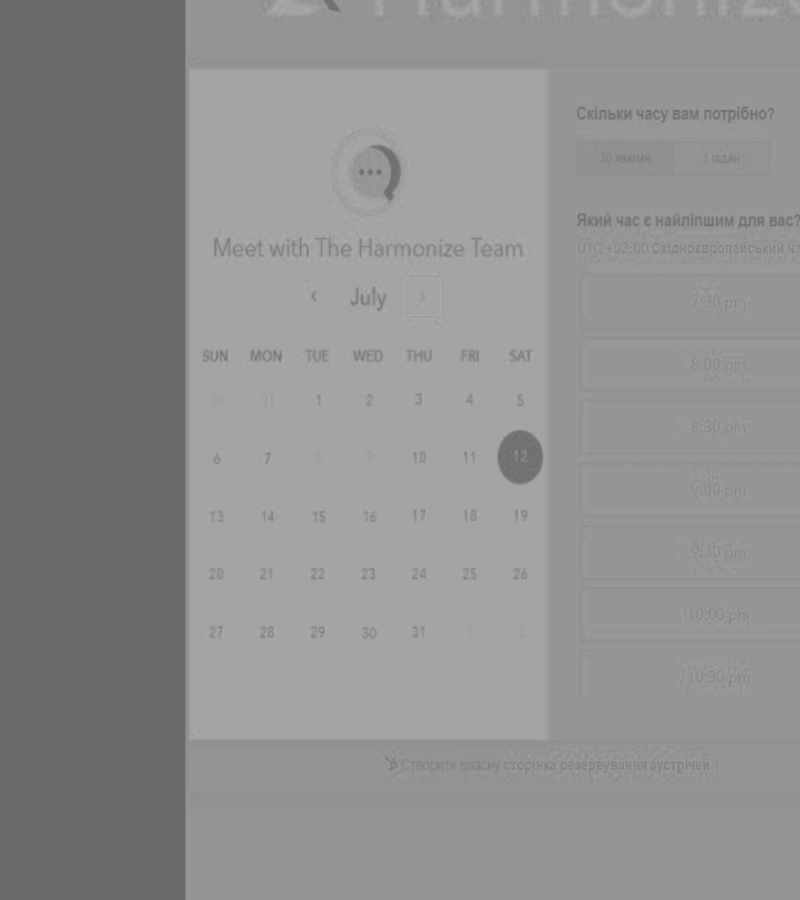 Harmonize
Скільки часу вам потрібно?
30 хвилин 1 годин
Meet with The Harmonize Team
Який час є найліпшим для вас?
UTC +03:00 Східноєвропейський
‹ July ›
SUN MON TUE WED THU FRI SAT
30 31 1 2 3 4 5
6 7 8 9 10 11 12
13 14 15 16 17 18 19
20 21 22 23 24 25 26
27 28 29 30 31 1 2
7:30 pm
8:00 pm
8:30 pm
9:00 pm
9:30 pm
10:00 pm
10:30 pm
Створити власну сторінка резервування зустрічей